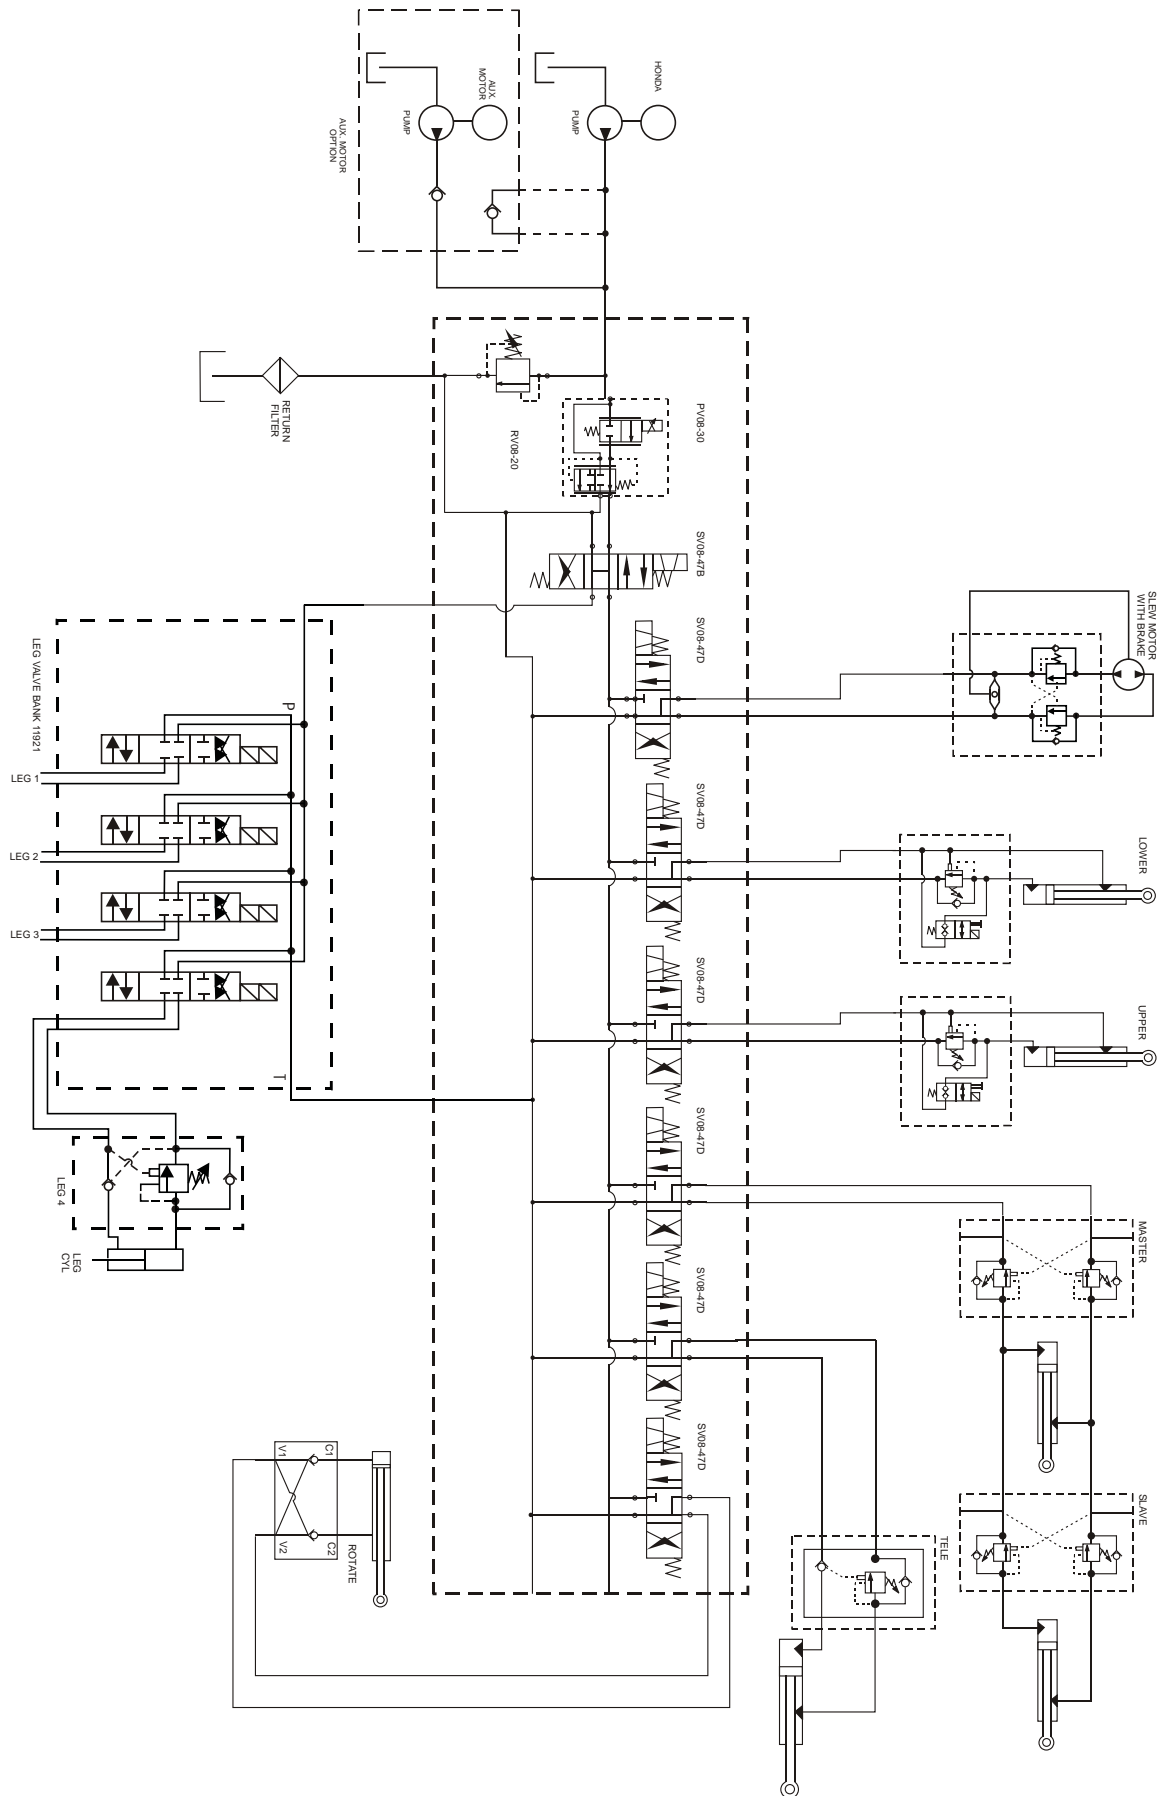 HONDA
AUX.
MOTOR
PUMP
PUMP
AUX. MOTOR
OPTION
RETURN
FILTER
RV08-20
PV08-30
SV08-47B
SV08-47D
SLEW MOTOR
WITH BRAKE
LEG VALVE BANK 11921
P
LEG 1
LEG 2
LEG 3
T
SV08-47D
LOWER
SV08-47D
UPPER
SV08-47D
MASTER
LEG 4
LEG
CYL
SV08-47D
SV08-47D
SLAVE
TELE
V1
C1
V2
C2
ROTATE